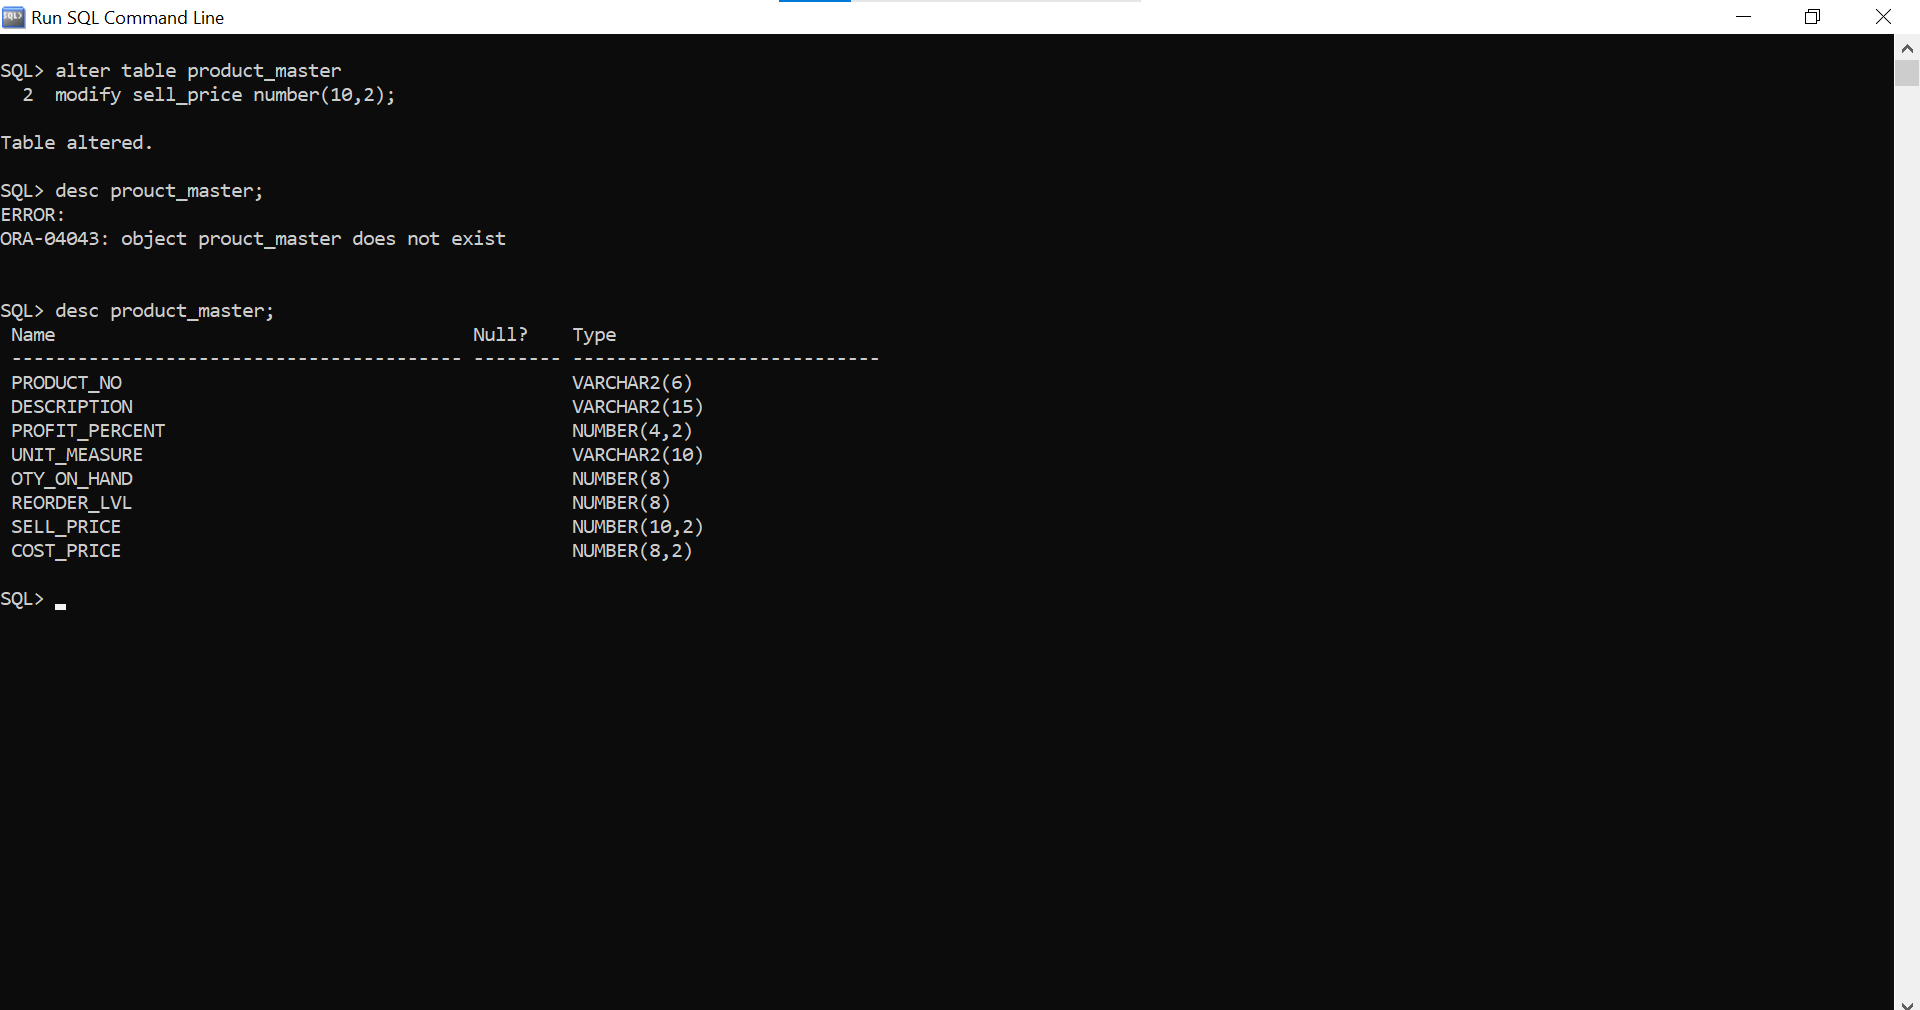 Run SQL Command Line
SQL> alter table product_master
  2  modify sell_price number(10,2);
Table altered.
SQL> desc prouct_master;
ERROR:
ORA-04043: object prouct_master does not exist
SQL> desc product_master;
 Name                                      Null?    Type
 ----------------------------------------- -------- ----------------------------
 PRODUCT_NO                                         VARCHAR2(6)
 DESCRIPTION                                        VARCHAR2(15)
 PROFIT_PERCENT                                     NUMBER(4,2)
 UNIT_MEASURE                                       VARCHAR2(10)
 OTY_ON_HAND                                        NUMBER(8)
 REORDER_LVL                                        NUMBER(8)
 SELL_PRICE                                         NUMBER(10,2)
 COST_PRICE                                         NUMBER(8,2)
SQL>